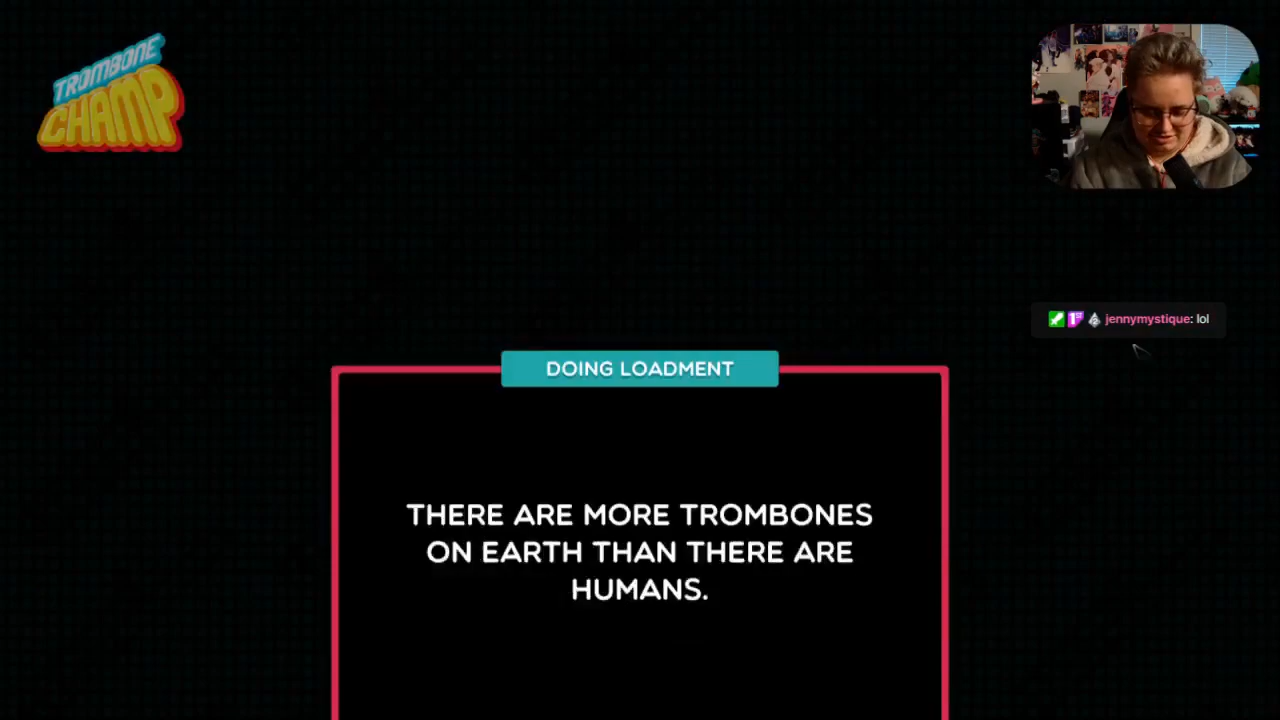 TROMBONE
CHAMP
jennymystique: lol
DOING LOADMENT
THERE ARE MORE TROMBONES
ON EARTH THAN THERE ARE
HUMANS.